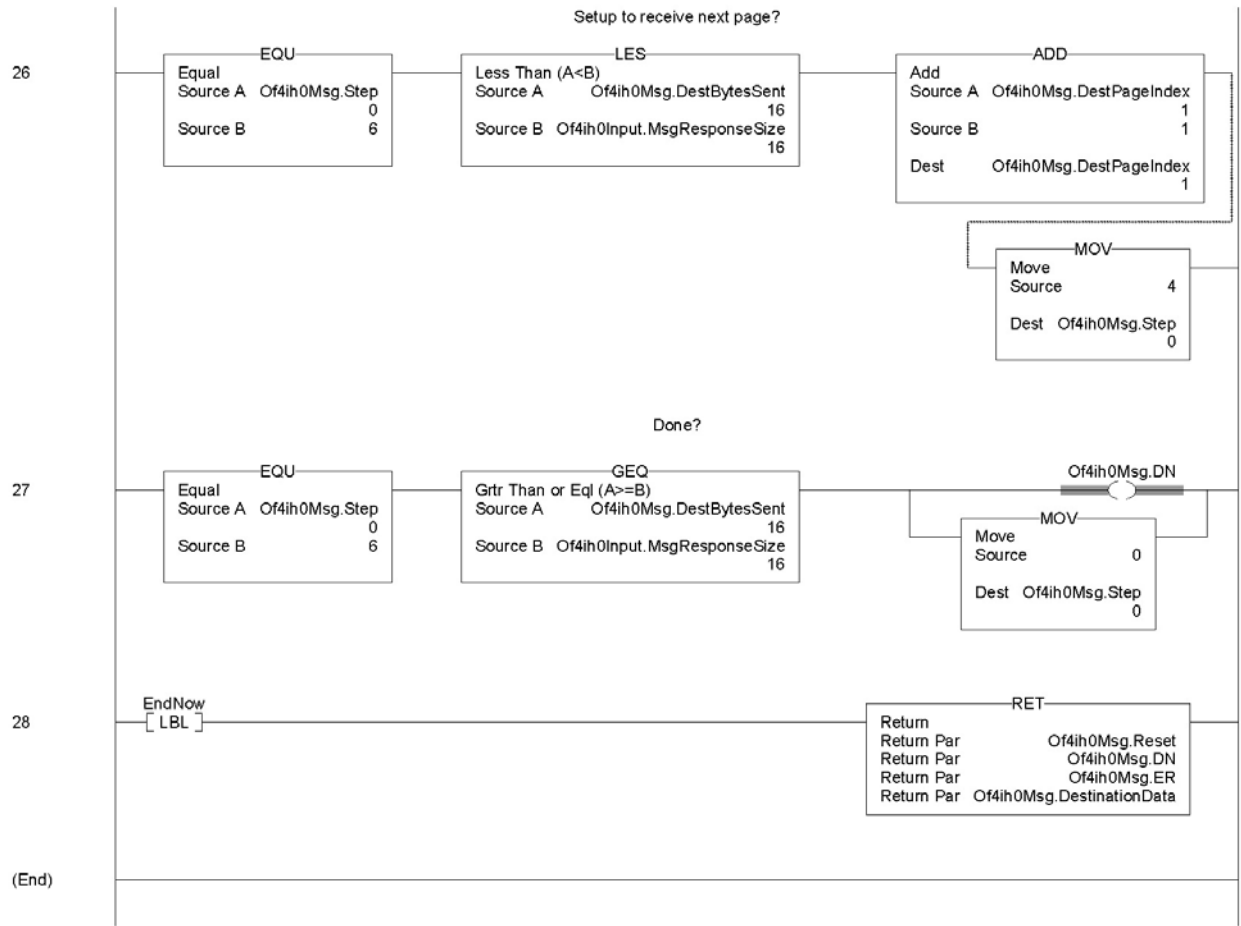 Setup to receive next page?
26
EQU
Equal
Source A Of4ih0Msg.Step
0
Source B 6
LES
Less Than (A<B)
Source A Of4ih0Msg.DestBytesSent
16
Source B Of4ih0Input.MsgResponseSize
16
ADD
Add
Source A Of4ih0Msg.DestPageIndex
1
Source B 1
Dest Of4ih0Msg.DestPageIndex
1
MOV
Move
Source 4
Dest Of4ih0Msg.Step
0
Done?
27
EQU
Equal
Source A Of4ih0Msg.Step
0
Source B 6
GEQ
Grtr Than or Eql (A>=B)
Source A Of4ih0Msg.DestBytesSent
16
Source B Of4ih0Input.MsgResponseSize
16
Of4ih0Msg.DN
MOV
Move
Source 0
Dest Of4ih0Msg.Step
0
28
EndNow
LBL
RET
Return
Return Par Of4ih0Msg.Reset
Return Par Of4ih0Msg.DN
Return Par Of4ih0Msg.ER
Return Par Of4ih0Msg.DestinationData
(End)